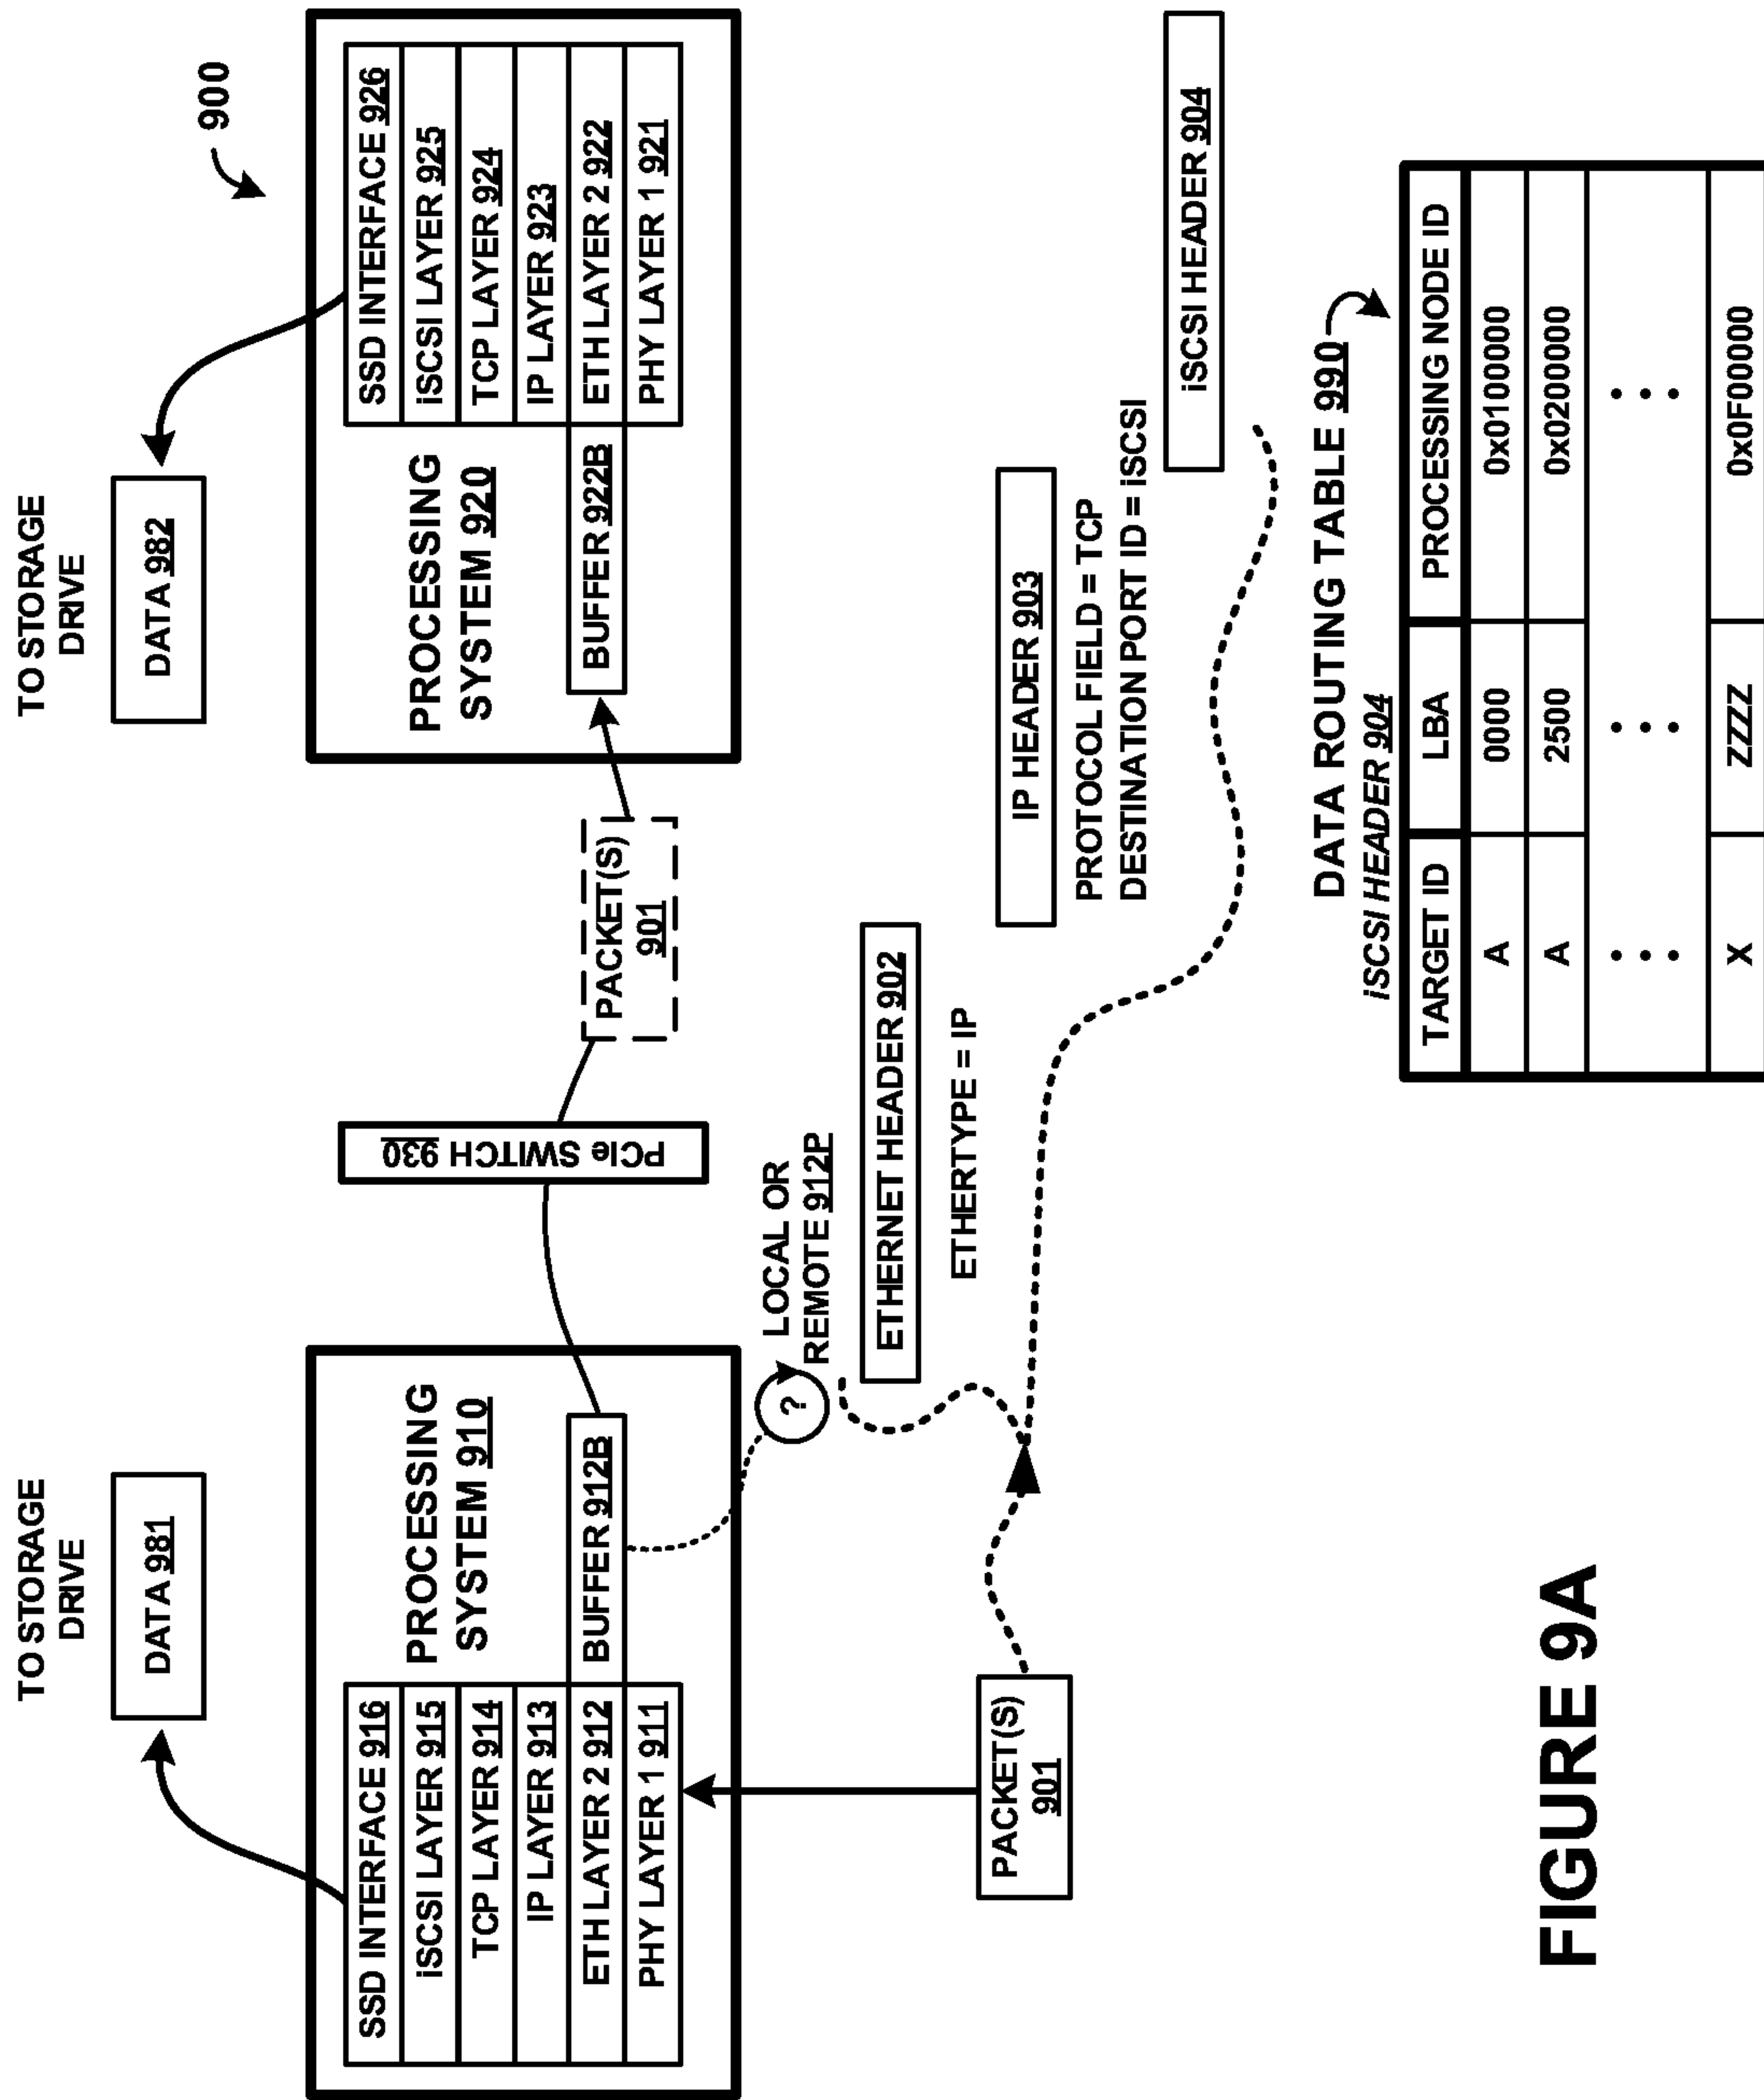 TO STORAGE
DRIVE
DATA 981
TO STORAGE
DRIVE
DATA 982
900
SSD INTERFACE 916
iSCSI LAYER 915
TCP LAYER 914
IP LAYER 913
ETH LAYER 2 912
PHY LAYER 1 911
PROCESSING
SYSTEM 910
BUFFER 912B
PCIe SWITCH 930
PACKET(S)
901
PROCESSING
SYSTEM 920
BUFFER 922B
SSD INTERFACE 926
iSCSI LAYER 925
TCP LAYER 924
IP LAYER 923
ETH LAYER 2 922
PHY LAYER 1 921
?
LOCAL OR
REMOTE 912P
ETHERNET HEADER 902
ETHERTYPE = IP
PACKET(S)
901
IP HEADER 903
PROTOCOL FIELD = TCP
DESTINATION PORT ID = iSCSI
iSCSI HEADER 904
DATA ROUTING TABLE 990
iSCSI HEADER 904
TARGET ID LBA PROCESSING NODE ID
A 0000 0x0100000
A 2500 0x0200000
X ZZZZ 0x0F00000
FIGURE 9A